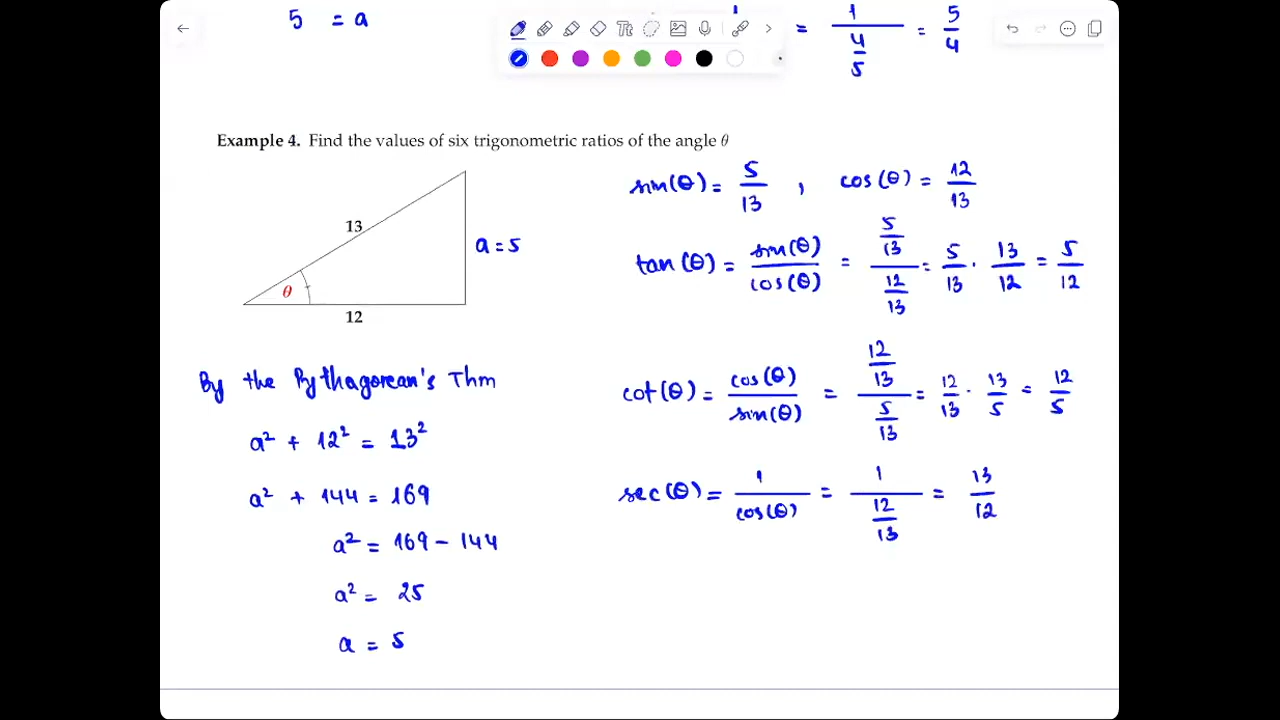 5 = a
= 1/(4/5) = 5/4
Example 4. Find the values of six trigonometric ratios of the angle θ
13
a = 5
θ
12
By the Pythagorean's Thm
a² + 12² = 13²
a² + 144 = 169
a² = 169 - 144
a² = 25
a = 5
sin(θ) = 5/13 , cos(θ) = 12/13
tan(θ) = sin(θ)/cos(θ) = (5/13)/(12/13) = 5/13 · 13/12 = 5/12
cot(θ) = cos(θ)/sin(θ) = (12/13)/(5/13) = 12/13 · 13/5 = 12/5
sec(θ) = 1/cos(θ) = 1/(12/13) = 13/12